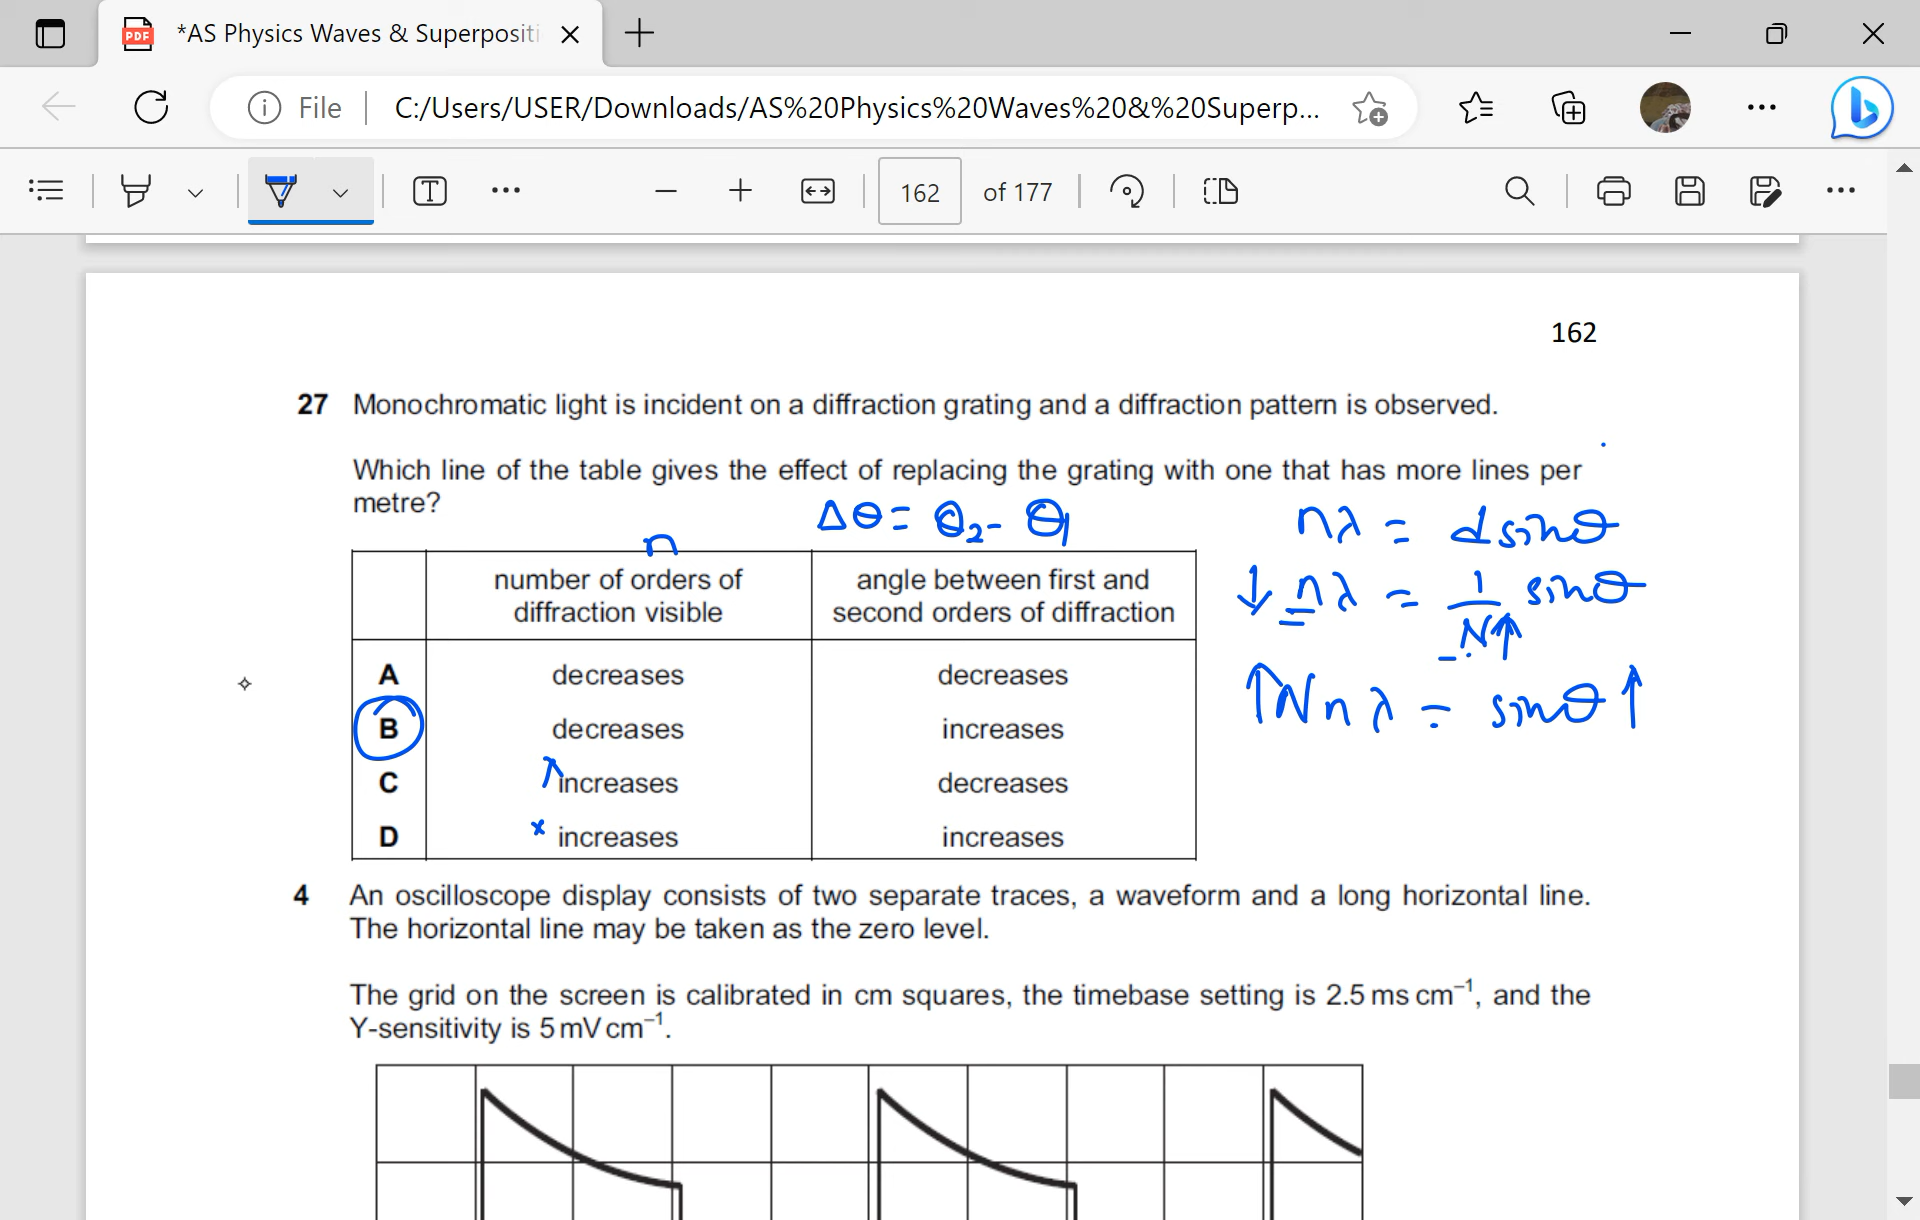 *AS Physics Waves & Superpositi
File
C:/Users/USER/Downloads/AS%20Physics%20Waves%20&%20Superp...
162 of 177
162
27 Monochromatic light is incident on a diffraction grating and a diffraction pattern is observed.
Which line of the table gives the effect of replacing the grating with one that has more lines per
metre?
Δθ = θ₂ - θ₁
nλ = d sinθ
n
number of orders of
diffraction visible
angle between first and
second orders of diffraction
↓ nλ = 1/N↑ sinθ
A decreases decreases
↑N n λ = sinθ ↑
B decreases increases
C increases decreases
D × increases increases
4 An oscilloscope display consists of two separate traces, a waveform and a long horizontal line.
The horizontal line may be taken as the zero level.
The grid on the screen is calibrated in cm squares, the timebase setting is 2.5 ms cm⁻¹, and the
Y-sensitivity is 5 mV cm⁻¹.